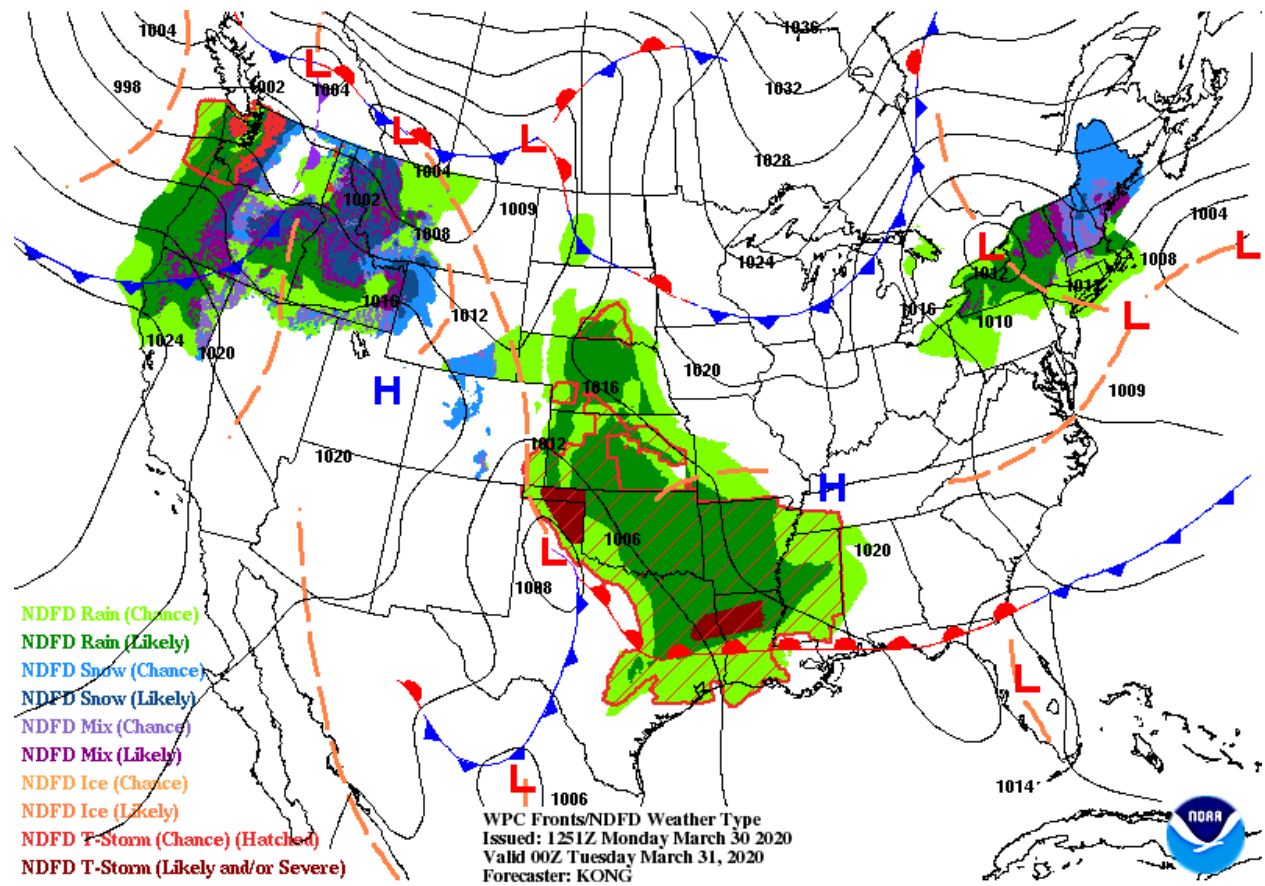 1004
1036
998
1002
1004
1032
1028
1004
1002
1009
1004
1008
1024
1012
1008
1016
1012
1012
1016
1010
1024
1020
1020
1016
1009
H
1012
1020
H
1006
1020
1008
1014
1006
L
L
L
L
L
L
L
L
L
NDFD Rain (Chance)
NDFD Rain (Likely)
NDFD Snow (Chance)
NDFD Snow (Likely)
NDFD Mix (Chance)
NDFD Mix (Likely)
NDFD Ice (Chance)
NDFD Ice (Likely)
NDFD T-Storm (Chance) (Hatched)
NDFD T-Storm (Likely and/or Severe)
WPC Fronts/NDFD Weather Type
Issued: 1251Z Monday March 30 2020
Valid 00Z Tuesday March 31, 2020
Forecaster: KONG
NOAA